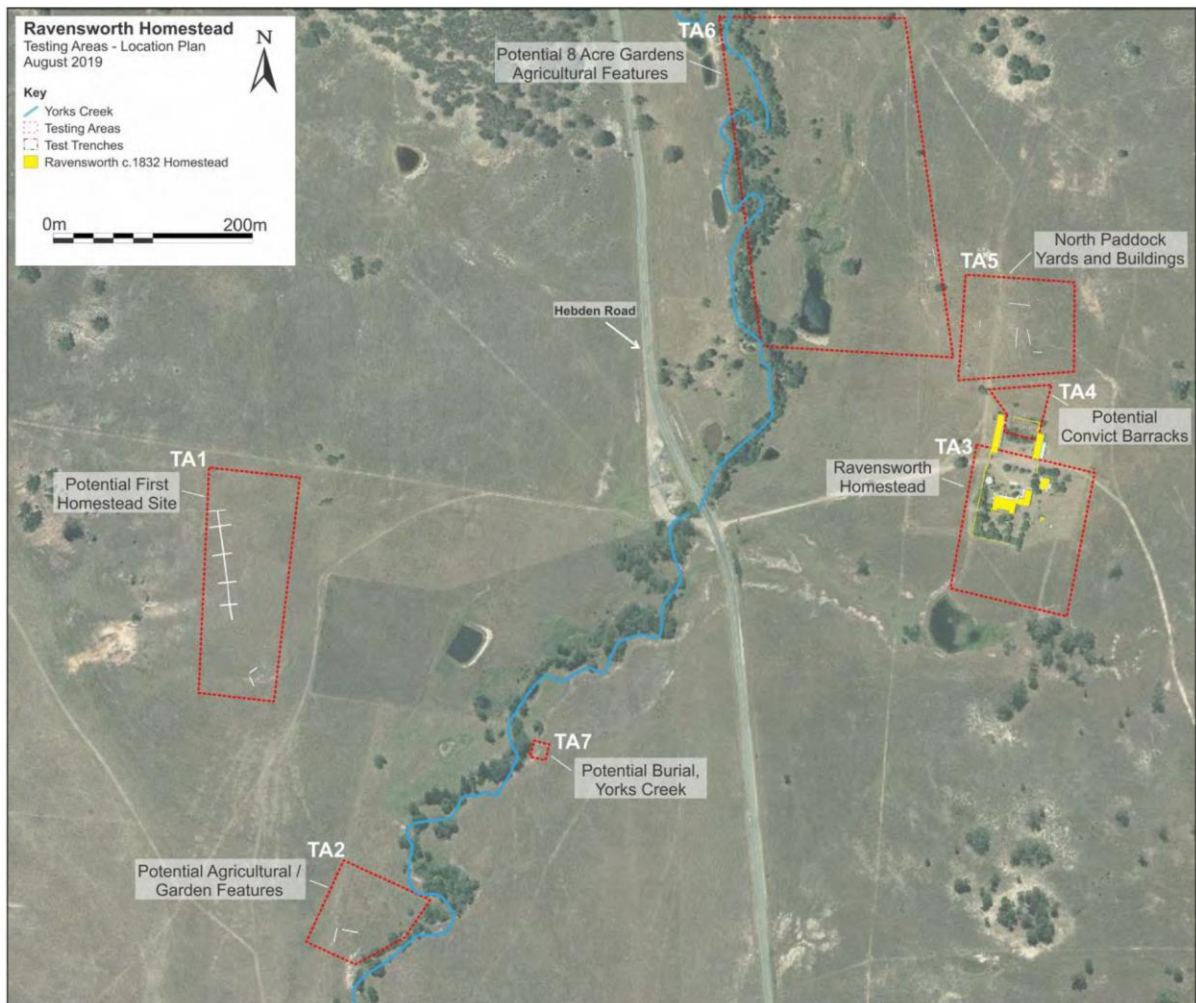 Ravensworth Homestead
Testing Areas - Location Plan
August 2019
N
Key
Yorks Creek
Testing Areas
Test Trenches
Ravensworth c.1832 Homestead
0m 200m
TA6
Potential 8 Acre Gardens
Agricultural Features
North Paddock
Yards and Buildings
TA5
Hebden Road
TA4
Potential
Convict Barracks
TA3
Ravensworth
Homestead
TA1
Potential First
Homestead Site
TA7
Potential Burial,
Yorks Creek
TA2
Potential Agricultural /
Garden Features